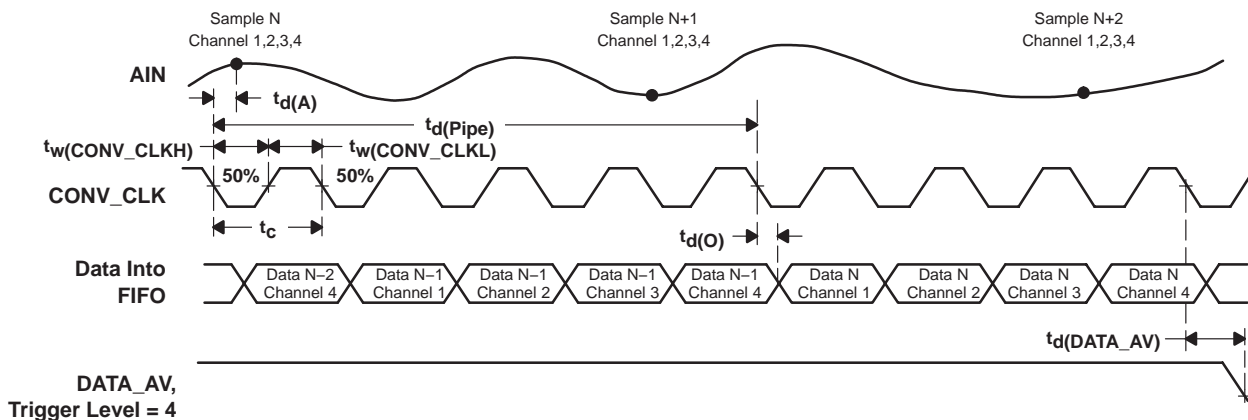 Sample N
Channel 1,2,3,4
Sample N+1
Channel 1,2,3,4
Sample N+2
Channel 1,2,3,4
AIN
td(A)
td(Pipe)
tw(CONV_CLKH)
tw(CONV_CLKL)
50%
50%
CONV_CLK
tc
td(O)
Data Into
FIFO
Data N–2
Channel 4
Data N–1
Channel 1
Data N–1
Channel 2
Data N–1
Channel 3
Data N–1
Channel 4
Data N
Channel 1
Data N
Channel 2
Data N
Channel 3
Data N
Channel 4
td(DATA_AV)
DATA_AV,
Trigger Level = 4